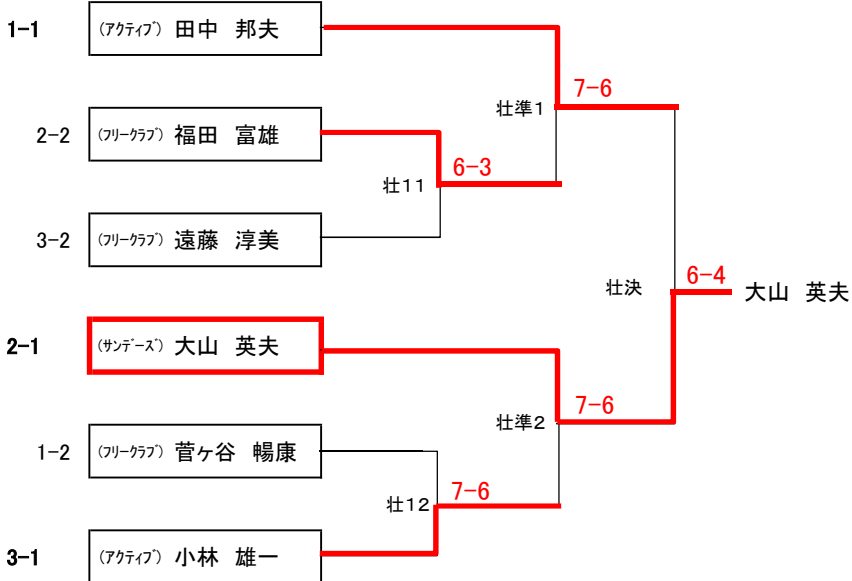 1-1 (アクティブ) 田中 邦夫
7-6
壮準1
2-2 (フリークラブ) 福田 富雄
6-3
壮11
3-2 (フリークラブ) 遠藤 淳美
6-4
壮決
大山 英夫
2-1 (サンデーズ) 大山 英夫
7-6
壮準2
1-2 (フリークラブ) 菅ヶ谷 暢康
7-6
壮12
3-1 (アクティブ) 小林 雄一